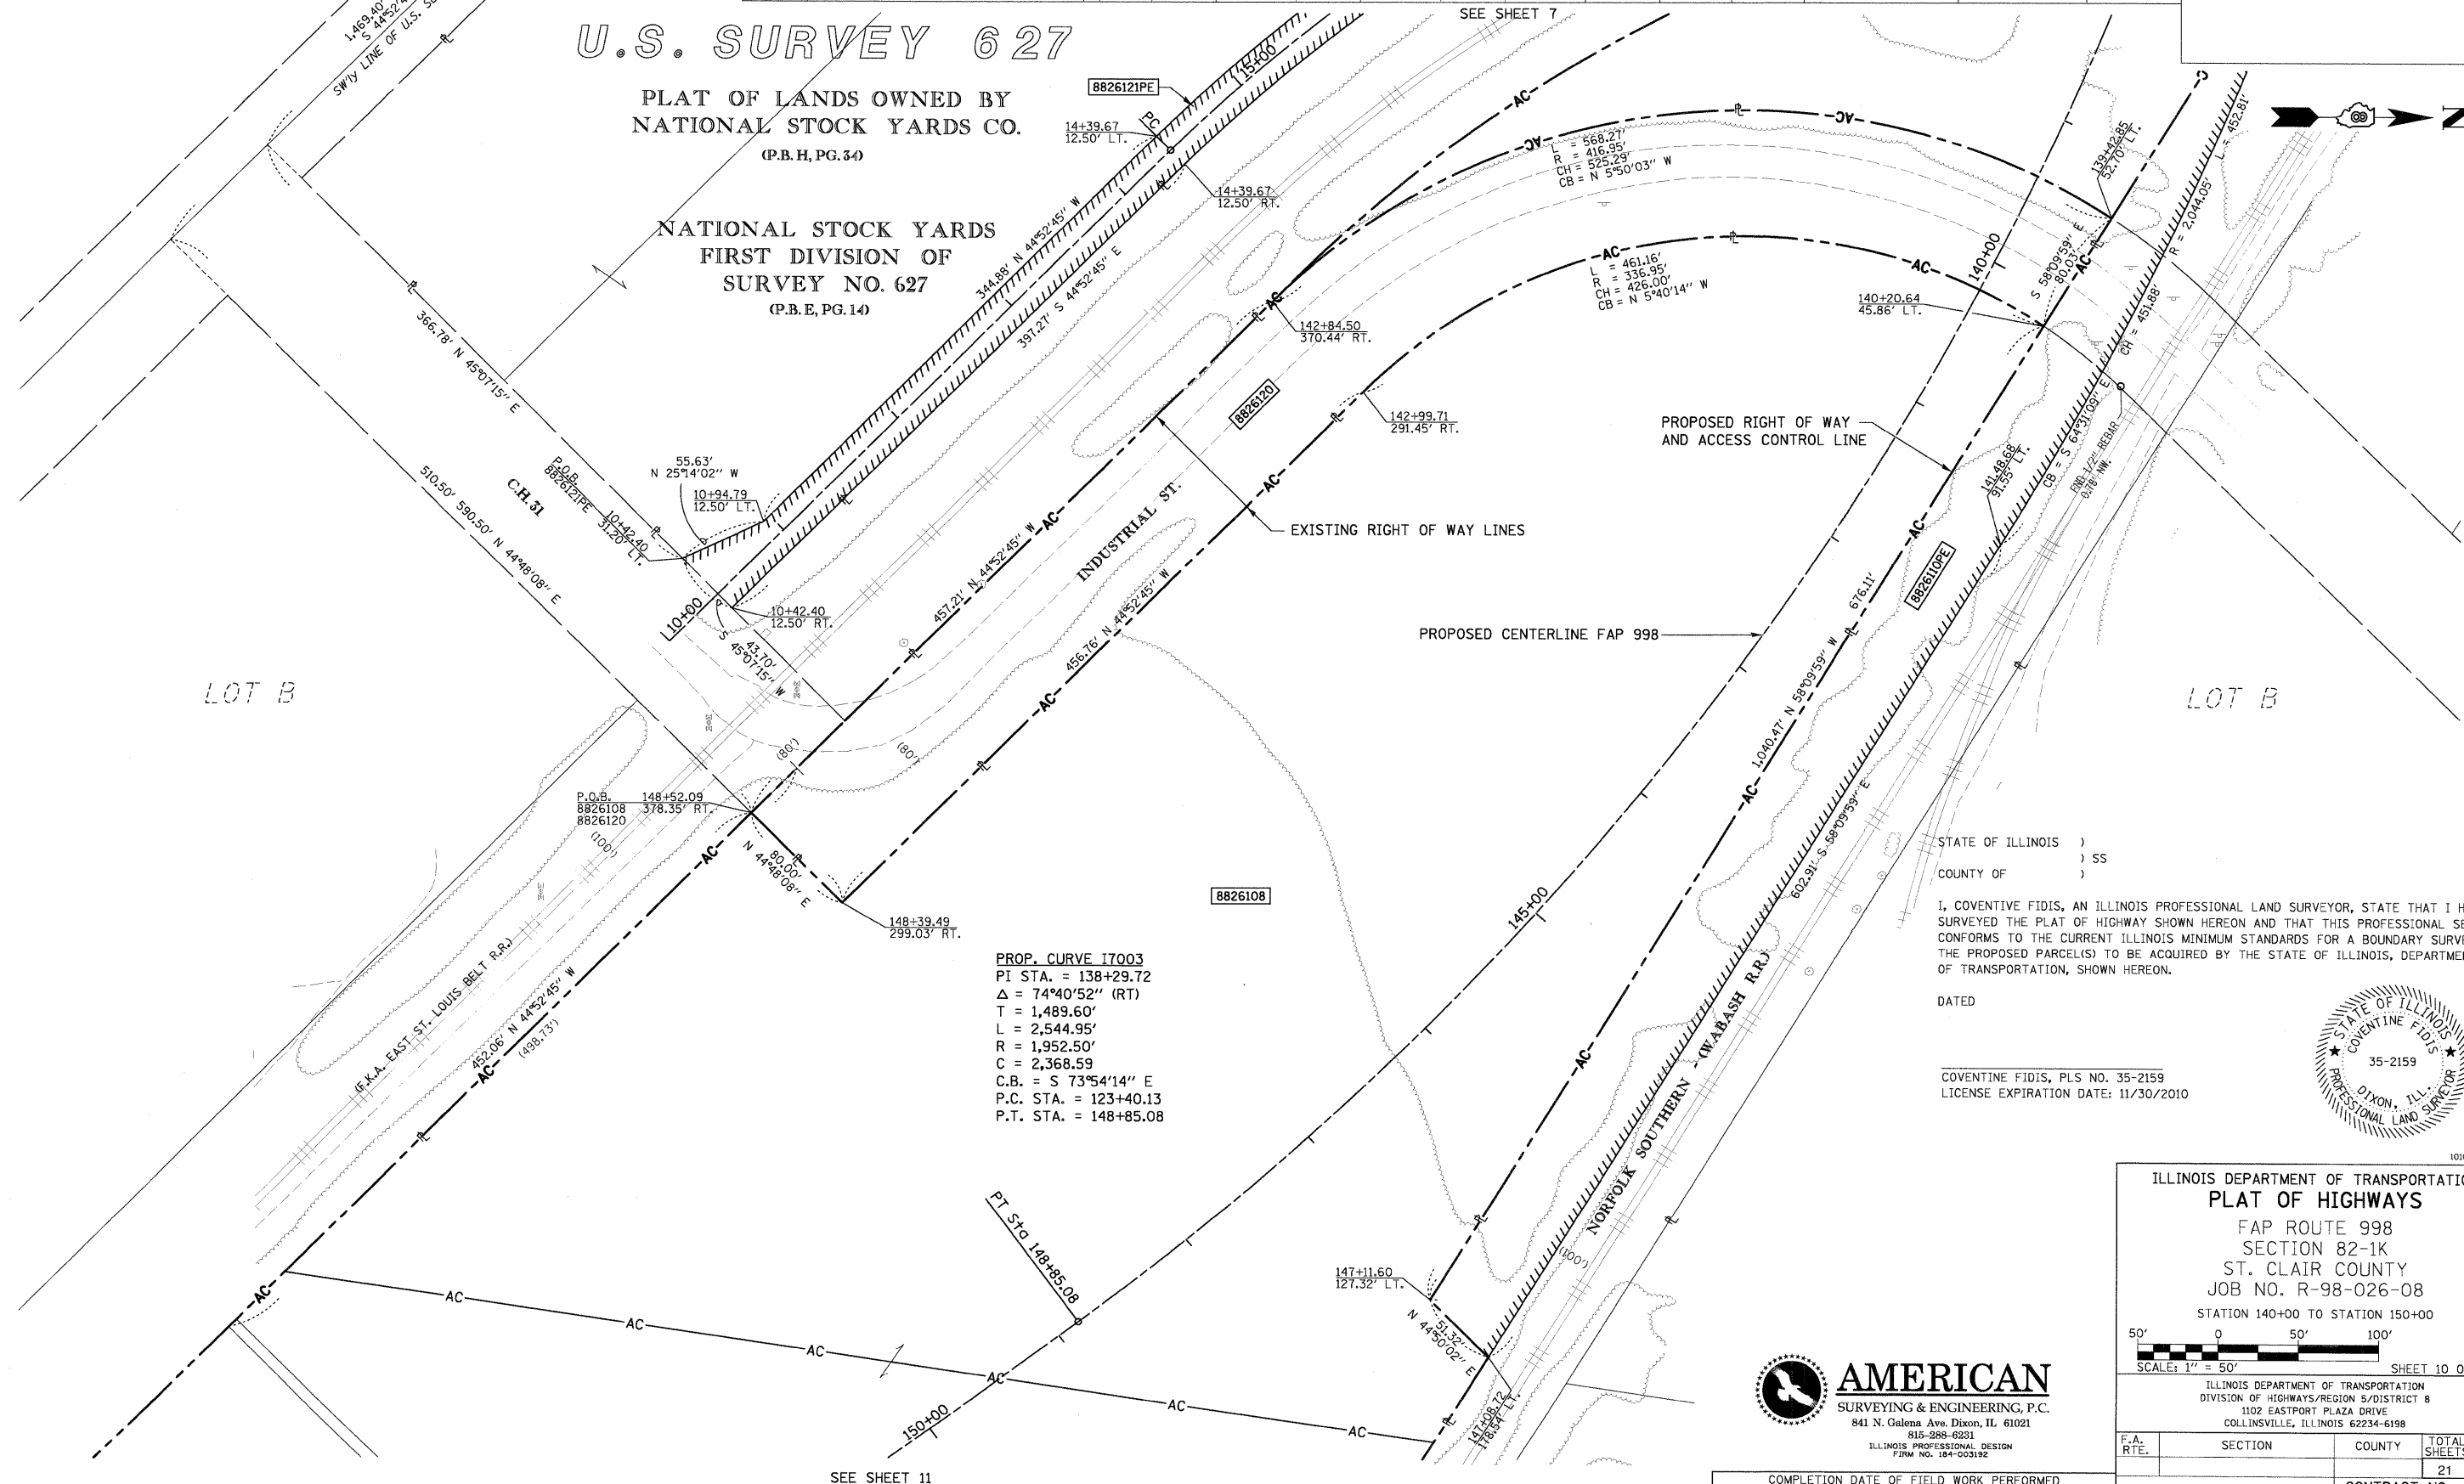 SEE SHEET 7
1,469.40'
SW'ly LINE OF U.S.
U.S. SURVEY 627
PLAT OF LANDS OWNED BY
NATIONAL STOCK YARDS CO.
(P.B. H, PG. 34)
NATIONAL STOCK YARDS
FIRST DIVISION OF
SURVEY NO. 627
(P.B. E, PG. 14)
8826121PE
14+39.67
12.50' LT.
PC
15+00
14+39.67
12.50' RT.
344.88' N 44°52'45" W
397.27' S 44°52'45" E
L = 568.27'
R = 416.95'
CH = 525.29'
CB = N 5°50'03" W
L = 461.16'
R = 336.95'
CH = 426.00'
CB = N 5°40'14" W
139+42.85
52.70' LT.
L = 452.81'
R = 2,044.05'
CH = 451.88'
CB = S 64°31'09" E
S 58°09'59" E
80.03'
140+00
140+20.64
45.86' LT.
142+84.50
370.44' RT.
8826120
142+99.71
291.45' RT.
PROPOSED RIGHT OF WAY
AND ACCESS CONTROL LINE
141+48.68
91.55' LT.
FND 1/2" REBAR
0.78' NW.
366.78' N 45°07'15" E
510.50' 590.50' N 44°48'08" E
C.H.31
P.O.B.
8826121PE
10+42.40
31.20' LT.
55.63'
N 25°14'02" W
10+94.79
12.50' LT.
10+00
10+42.40
12.50' RT.
43.70'
S 45°07'15" W
457.21' N 44°52'45" W
INDUSTRIAL ST.
EXISTING RIGHT OF WAY LINES
456.76' N 44°52'45" W
PROPOSED CENTERLINE FAP 998
676.11'
8826110PE
1,040.47' N 58°09'59" W
602.91' S 58°09'59" E
LOT B
LOT B
(80')
(80')
P.O.B.
8826108
8826120
148+52.09
378.35' RT.
(100')
80.00'
N 44°48'08" E
148+39.49
299.03' RT.
8826108
145+00
(F.K.A. EAST ST. LOUIS BELT R.R.)
452.06' N 44°52'45" W
(498.73')
PROP. CURVE I7003
PI STA. = 138+29.72
Δ = 74°40'52" (RT)
T = 1,489.60'
L = 2,544.95'
R = 1,952.50'
C = 2,368.59
C.B. = S 73°54'14" E
P.C. STA. = 123+40.13
P.T. STA. = 148+85.08
NORFOLK SOUTHERN (WABASH R.R.)
(100')
PT Sta 148+85.08
147+11.60
127.32' LT.
51.32'
N 44°50'02" E
147+08.72
178.54' LT.
150+00
AC AC AC AC AC AC
SEE SHEET 11
STATE OF ILLINOIS )
) SS
COUNTY OF )
I, COVENTIVE FIDIS, AN ILLINOIS PROFESSIONAL LAND SURVEYOR, STATE THAT I
SURVEYED THE PLAT OF HIGHWAY SHOWN HEREON AND THAT THIS PROFESSIONAL
CONFORMS TO THE CURRENT ILLINOIS MINIMUM STANDARDS FOR A BOUNDARY
THE PROPOSED PARCEL(S) TO BE ACQUIRED BY THE STATE OF ILLINOIS,
OF TRANSPORTATION, SHOWN HEREON.
DATED
COVENTINE FIDIS, PLS NO. 35-2159
LICENSE EXPIRATION DATE: 11/30/2010
STATE OF ILLINOIS
COVENTINE FIDIS
35-2159
DIXON, ILL.
PROFESSIONAL LAND SURVEYOR
AMERICAN
SURVEYING & ENGINEERING, P.C.
841 N. Galena Ave. Dixon, IL 61021
815-288-6231
ILLINOIS PROFESSIONAL DESIGN
FIRM NO. 184-003192
COMPLETION DATE OF FIELD WORK PERFORMED
ILLINOIS DEPARTMENT OF TRANSPORTATIO
PLAT OF HIGHWAYS
FAP ROUTE 998
SECTION 82-1K
ST. CLAIR COUNTY
JOB NO. R-98-026-08
STATION 140+00 TO STATION 150+00
50' 0 50' 100'
SCALE: 1" = 50'
SHEET 10 O
ILLINOIS DEPARTMENT OF TRANSPORTATION
DIVISION OF HIGHWAYS/REGION 5/DISTRICT 8
1102 EASTPORT PLAZA DRIVE
COLLINSVILLE, ILLINOIS 62234-6198
F.A. RTE. SECTION COUNTY TOTAL SHEETS
21